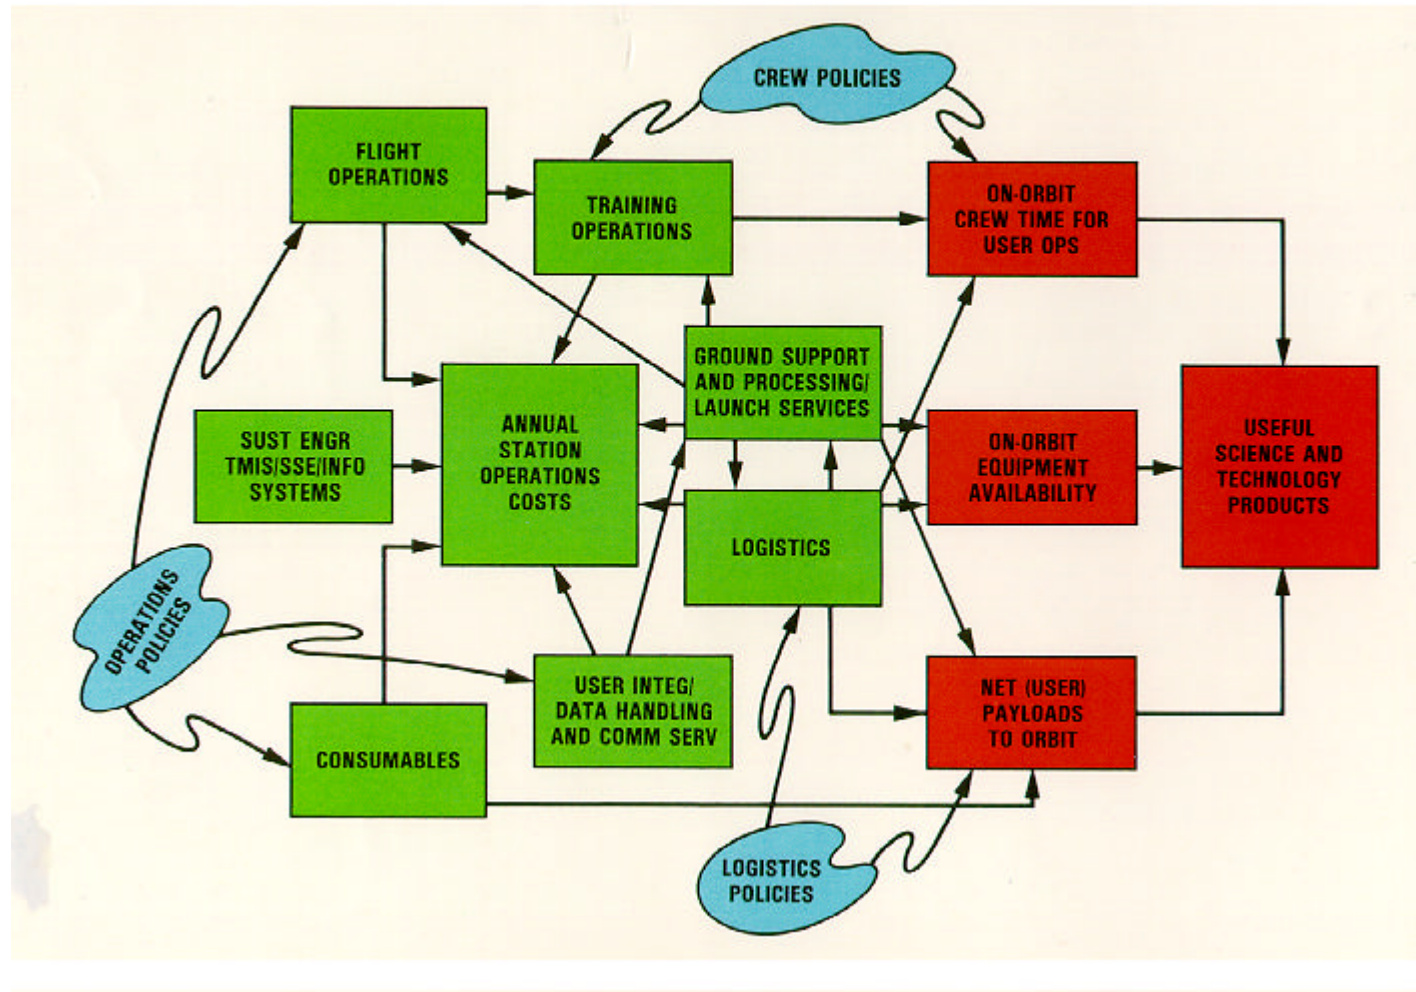 CREW POLICIES
FLIGHT
OPERATIONS
TRAINING
OPERATIONS
ON-ORBIT
CREW TIME FOR
USER OPS
GROUND SUPPORT
AND PROCESSING/
LAUNCH SERVICES
SUST ENGR
TMIS/SSE/INFO
SYSTEMS
ANNUAL
STATION
OPERATIONS
COSTS
ON-ORBIT
EQUIPMENT
AVAILABILITY
USEFUL
SCIENCE AND
TECHNOLOGY
PRODUCTS
LOGISTICS
OPERATIONS
POLICIES
USER INTEG/
DATA HANDLING
AND COMM SERV
NET (USER)
PAYLOADS
TO ORBIT
CONSUMABLES
LOGISTICS
POLICIES